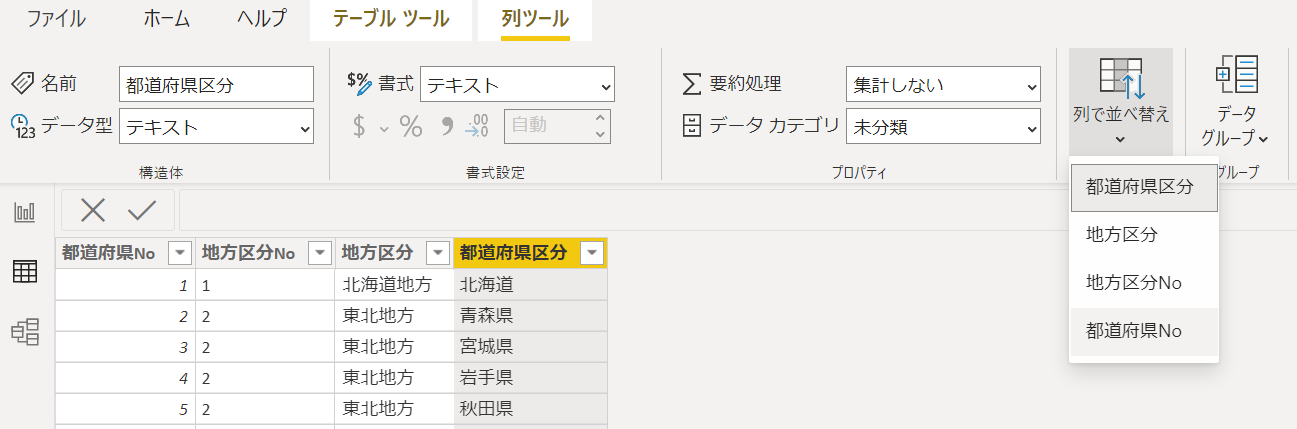 ファイル ホーム ヘルプ テーブル ツール 列ツール
名前 都道府県区分
データ型 テキスト
構造体
$% 書式 テキスト
$ % 自動
書式設定
要約処理 集計しない
データ カテゴリ 未分類
プロパティ
列で並べ替え
データ
グループ
グループ
都道府県区分
地方区分
地方区分No
都道府県No
都道府県No 地方区分No 地方区分 都道府県区分
1 1 北海道地方 北海道
2 2 東北地方 青森県
3 2 東北地方 宮城県
4 2 東北地方 岩手県
5 2 東北地方 秋田県